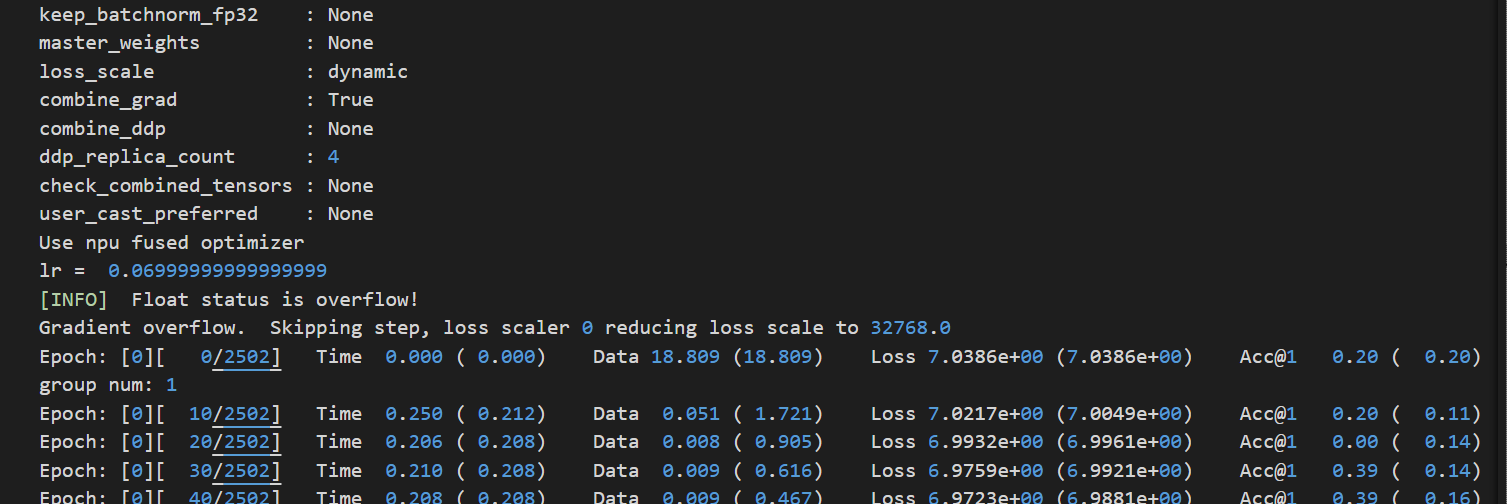 keep_batchnorm_fp32    : None
master_weights         : None
loss_scale             : dynamic
combine_grad           : True
combine_ddp            : None
ddp_replica_count      : 4
check_combined_tensors : None
user_cast_preferred    : None
Use npu fused optimizer
lr =  0.06999999999999999
[INFO]  Float status is overflow!
Gradient overflow.  Skipping step, loss scaler 0 reducing loss scale to 32768.0
Epoch: [0][   0/2502]   Time  0.000 ( 0.000)    Data 18.809 (18.809)    Loss 7.0386e+00 (7.0386e+00)    Acc@1   0.20 (  0.20)
group num: 1
Epoch: [0][  10/2502]   Time  0.250 ( 0.212)    Data  0.051 ( 1.721)    Loss 7.0217e+00 (7.0049e+00)    Acc@1   0.20 (  0.11)
Epoch: [0][  20/2502]   Time  0.206 ( 0.208)    Data  0.008 ( 0.905)    Loss 6.9932e+00 (6.9961e+00)    Acc@1   0.00 (  0.14)
Epoch: [0][  30/2502]   Time  0.210 ( 0.208)    Data  0.009 ( 0.616)    Loss 6.9759e+00 (6.9921e+00)    Acc@1   0.39 (  0.14)
Epoch: [0][  40/2502]   Time  0.208 ( 0.208)    Data  0.009 ( 0.467)    Loss 6.9723e+00 (6.9881e+00)    Acc@1   0.39 (  0.16)